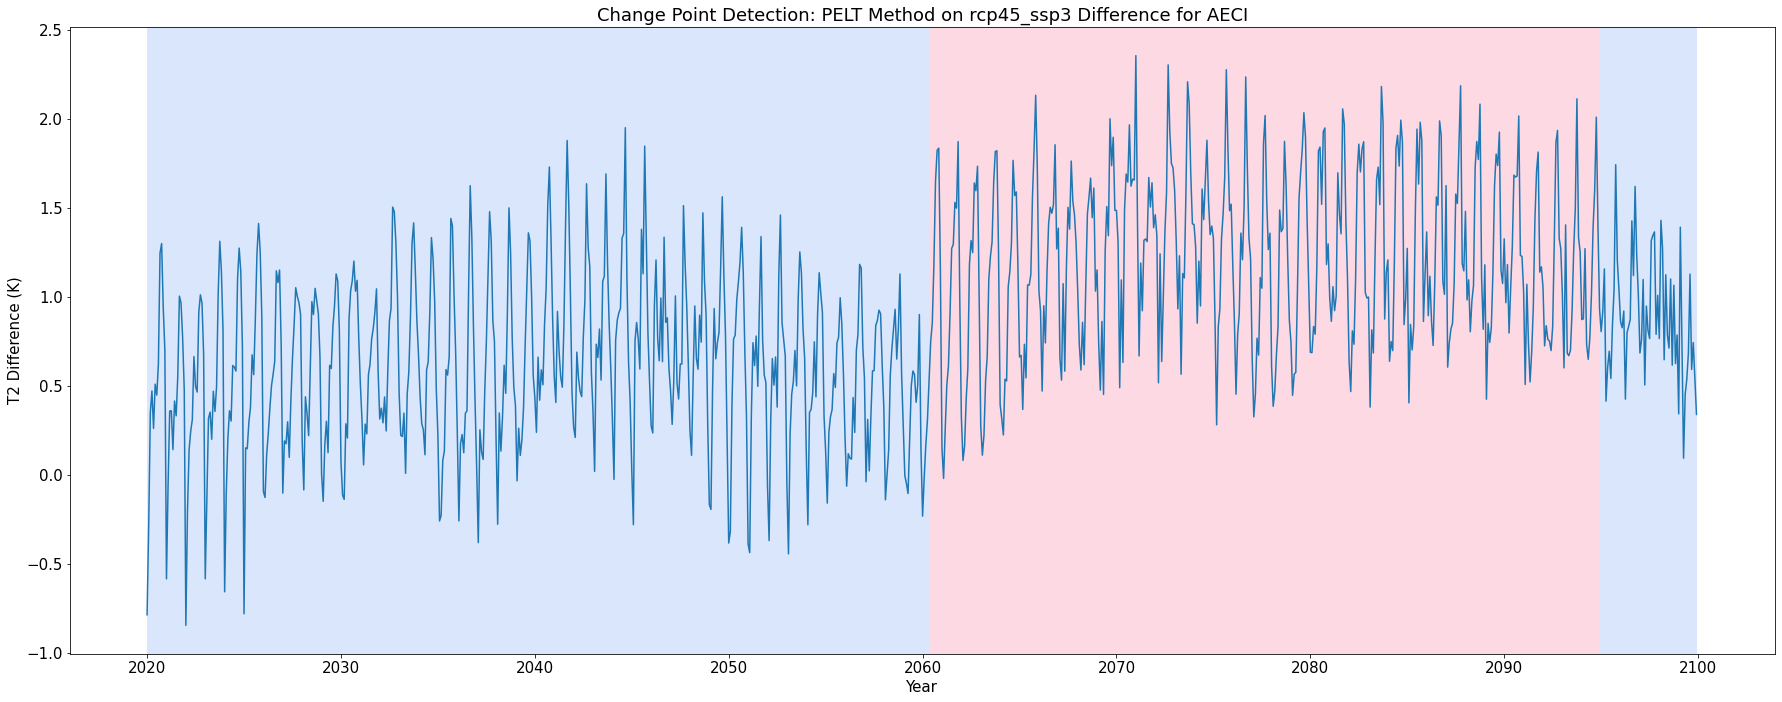 Change Point Detection: PELT Method on rcp45_ssp3 Difference for AECI
2.5
2.0
1.5
1.0
0.5
0.0
−0.5
−1.0
T2 Difference (K)
2020 2030 2040 2050 2060 2070 2080 2090 2100
Year